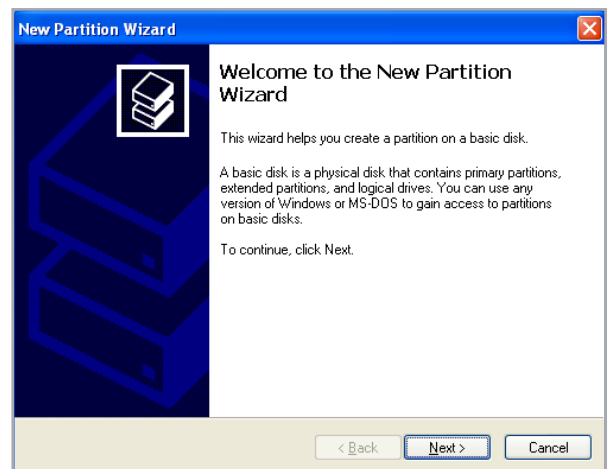 New Partition Wizard
Welcome to the New Partition
Wizard
This wizard helps you create a partition on a basic disk.
A basic disk is a physical disk that contains primary partitions,
extended partitions, and logical drives. You can use any
version of Windows or MS-DOS to gain access to partitions
on basic disks.
To continue, click Next.
< Back Next > Cancel